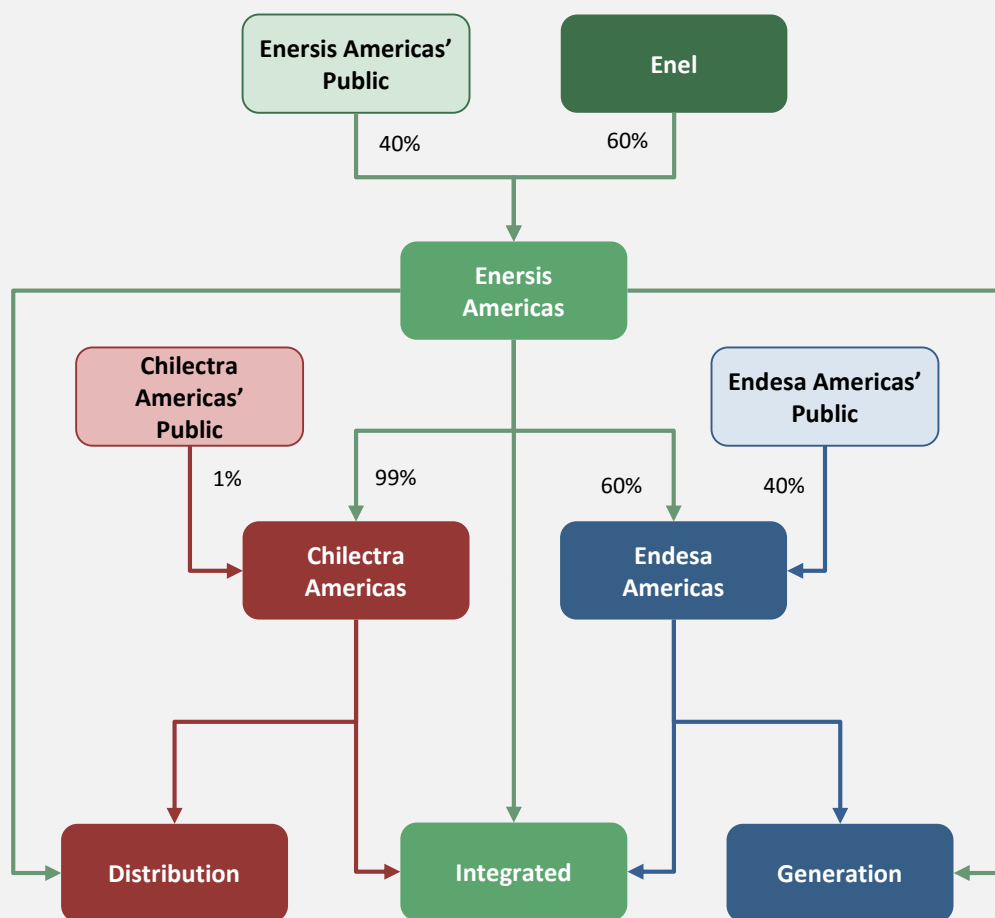 Enersis Americas’
Public
Enel
40%
60%
Enersis
Americas
Chilectra
Americas’
Public
Endesa Americas’
Public
1%
99%
60%
40%
Chilectra
Americas
Endesa
Americas
Distribution
Integrated
Generation